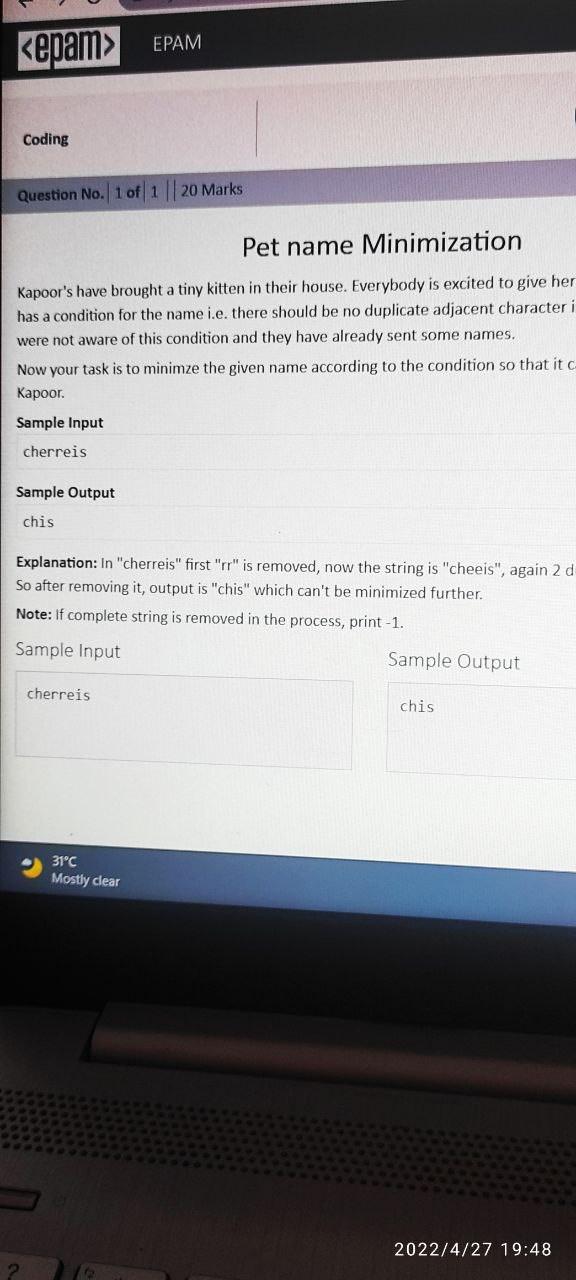 <epam> EPAM
Coding
Question No. 1 of 1 20 Marks
Pet name Minimization
Kapoor's have brought a tiny kitten in their house. Everybody is excited to give her
has a condition for the name i.e. there should be no duplicate adjacent character
were not aware of this condition and they have already sent some names.
Now your task is to minimze the given name according to the condition so that it
Kapoor.
Sample Input
cherreis
Sample Output
chis
Explanation: In "cherreis" first "rr" is removed, now the string is "cheeis", again 2
So after removing it, output is "chis" which can't be minimized further.
Note: If complete string is removed in the process, print -1.
Sample Input
Sample Output
cherreis
chis
31°C
Mostly clear
?
2022/4/27 19:48